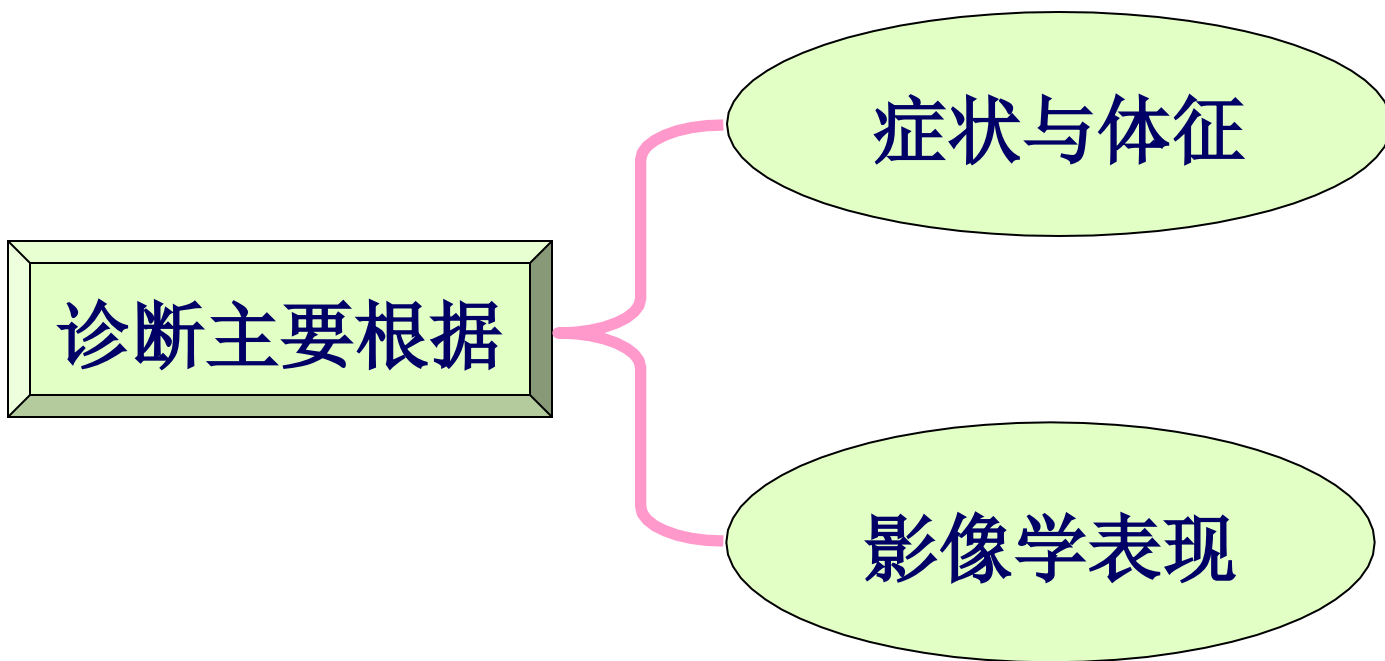 症状与体征
诊断主要根据
影像学表现